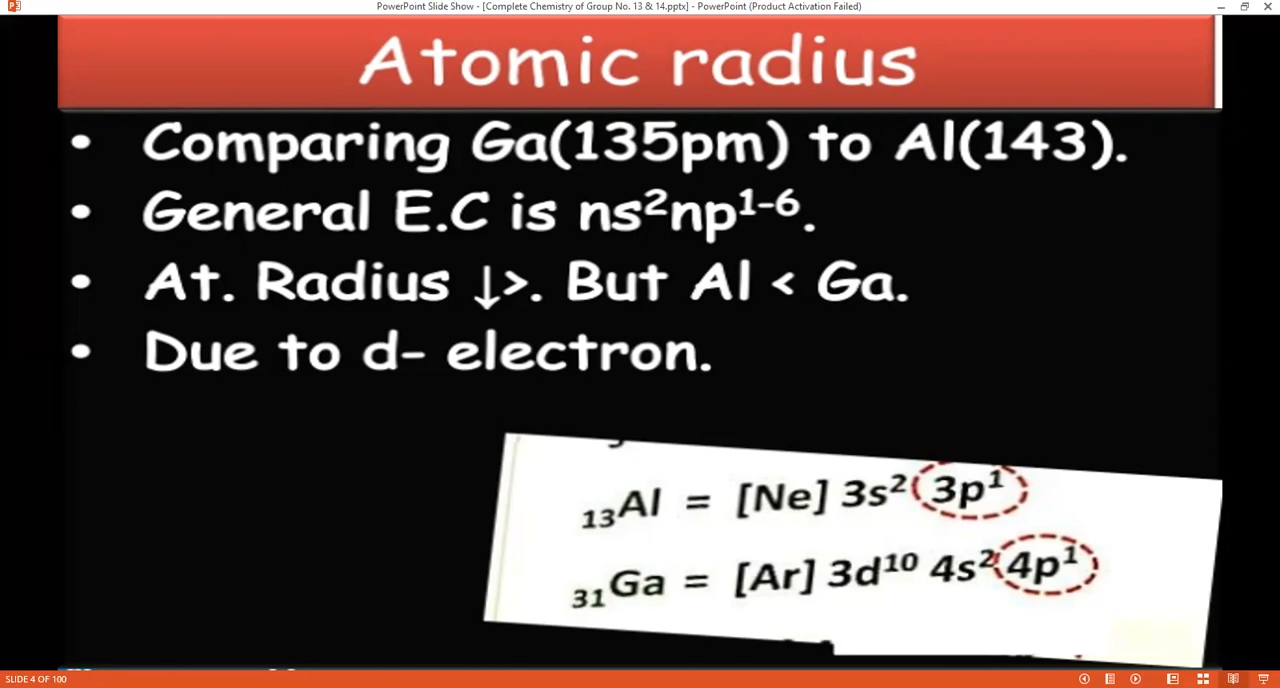 PowerPoint Slide Show - [Complete Chemistry of Group No. 13 & 14.pptx] - PowerPoint (Product Activation Failed)
Atomic radius
• Comparing Ga(135pm) to Al(143).
• General E.C is ns²np¹⁻⁶.
• At. Radius ↓>. But Al < Ga.
• Due to d- electron.
₁₃Al = [Ne] 3s² 3p¹
₃₁Ga = [Ar] 3d¹⁰ 4s² 4p¹
SLIDE 4 OF 100